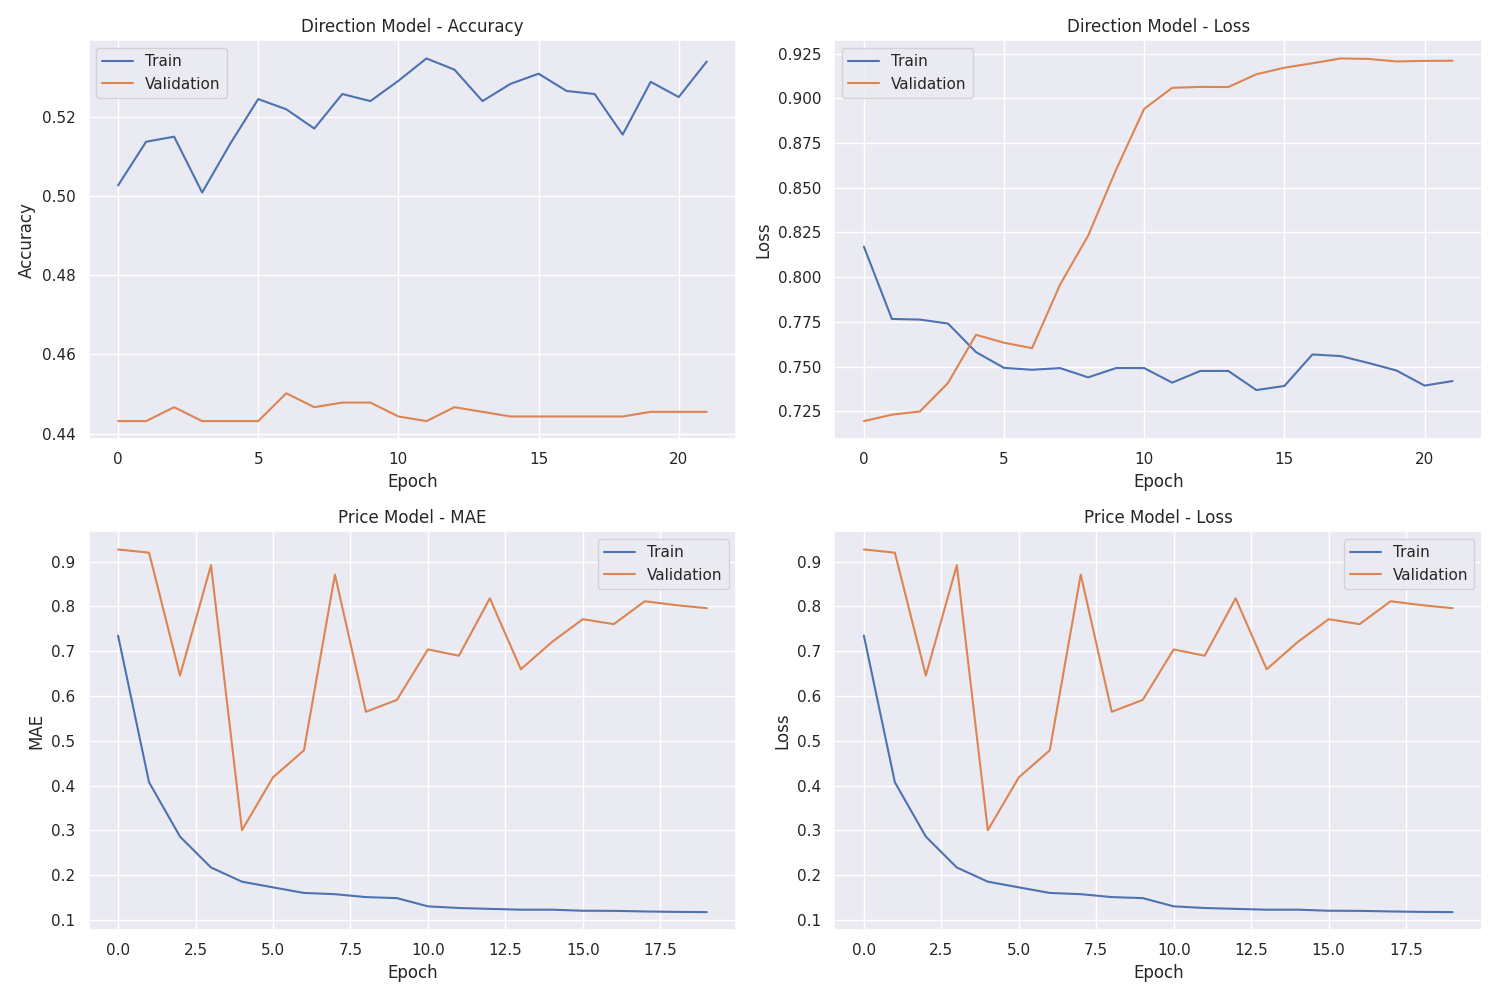 Direction Model - Accuracy
Train
Validation
0.52
0.50
0.48
0.46
0.44
Accuracy
0
5
10
15
20
Epoch
Direction Model - Loss
Train
Validation
0.925
0.900
0.875
0.850
0.825
0.800
0.775
0.750
0.725
Loss
0
5
10
15
20
Epoch
Price Model - MAE
Train
Validation
0.9
0.8
0.7
0.6
0.5
0.4
0.3
0.2
0.1
MAE
0.0
2.5
5.0
7.5
10.0
12.5
15.0
17.5
Epoch
Price Model - Loss
Train
Validation
0.9
0.8
0.7
0.6
0.5
0.4
0.3
0.2
0.1
Loss
0.0
2.5
5.0
7.5
10.0
12.5
15.0
17.5
Epoch